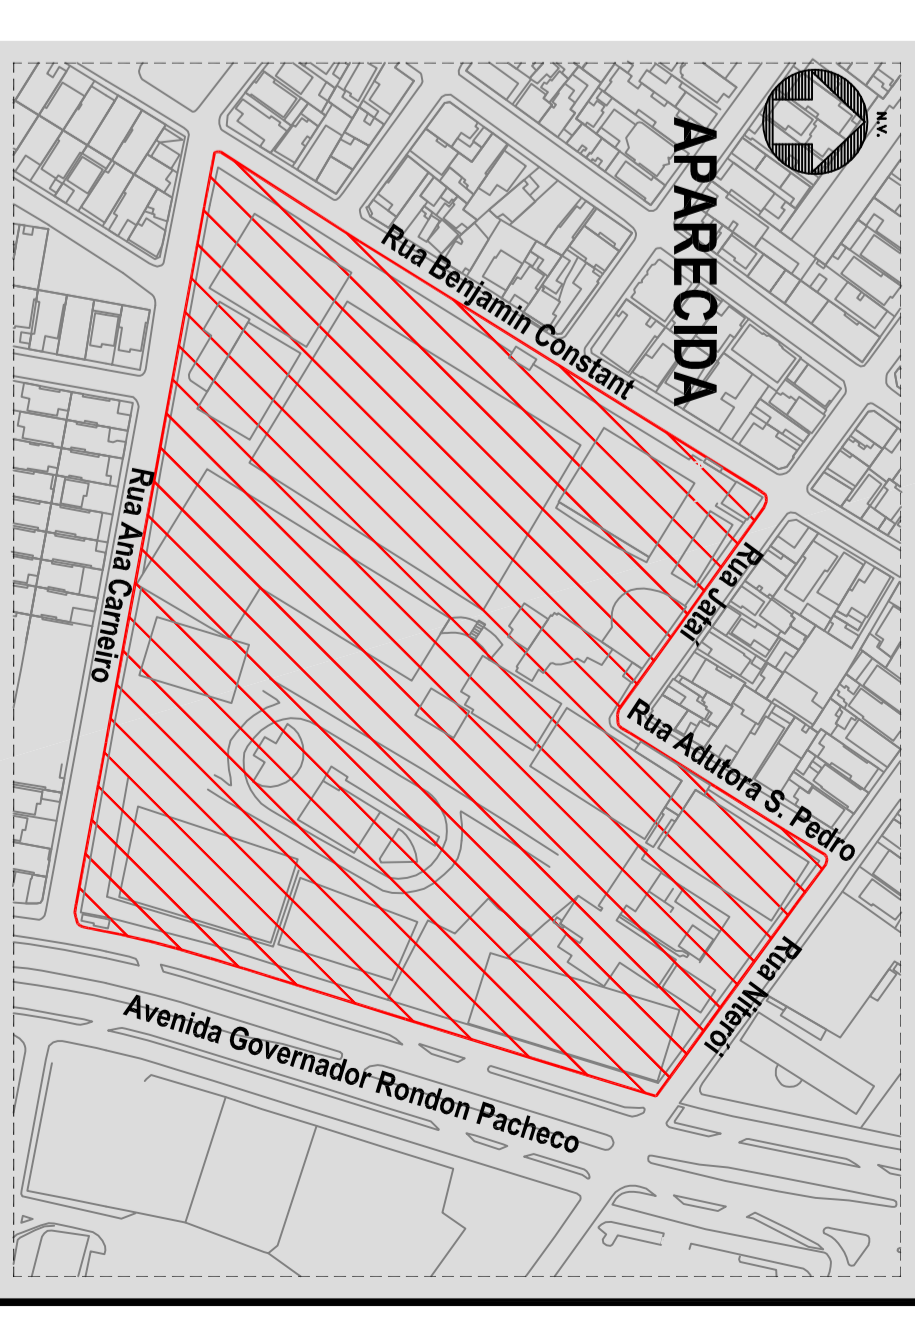 N.V.
APARECIDA
Rua Benjamin Constant
Rua Jataí
Rua Ana Carneiro
Rua Adutora S. Pedro
Rua Niterói
Avenida Governador Rondon Pacheco